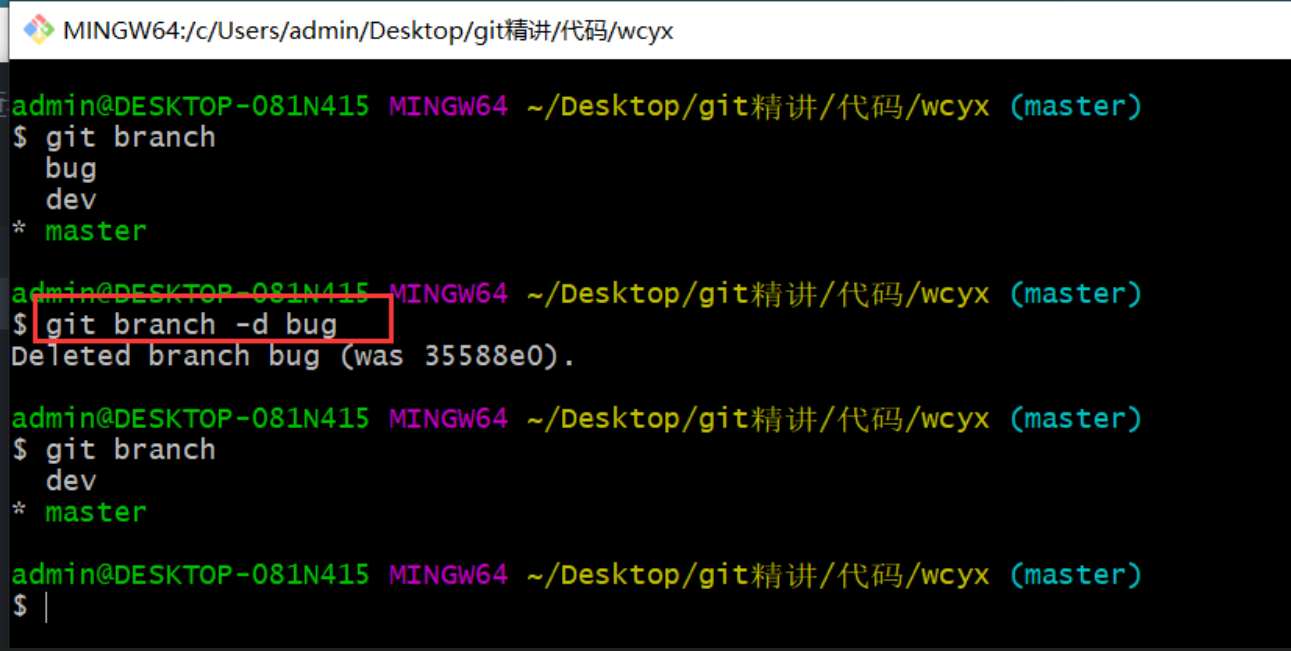 MINGW64:/c/Users/admin/Desktop/git精讲/代码/wcyx
admin@DESKTOP-081N415 MINGW64 ~/Desktop/git精讲/代码/wcyx (master)
$ git branch
  bug
  dev
* master
admin@DESKTOP-081N415 MINGW64 ~/Desktop/git精讲/代码/wcyx (master)
$ git branch -d bug
Deleted branch bug (was 35588e0).
admin@DESKTOP-081N415 MINGW64 ~/Desktop/git精讲/代码/wcyx (master)
$ git branch
  dev
* master
admin@DESKTOP-081N415 MINGW64 ~/Desktop/git精讲/代码/wcyx (master)
$